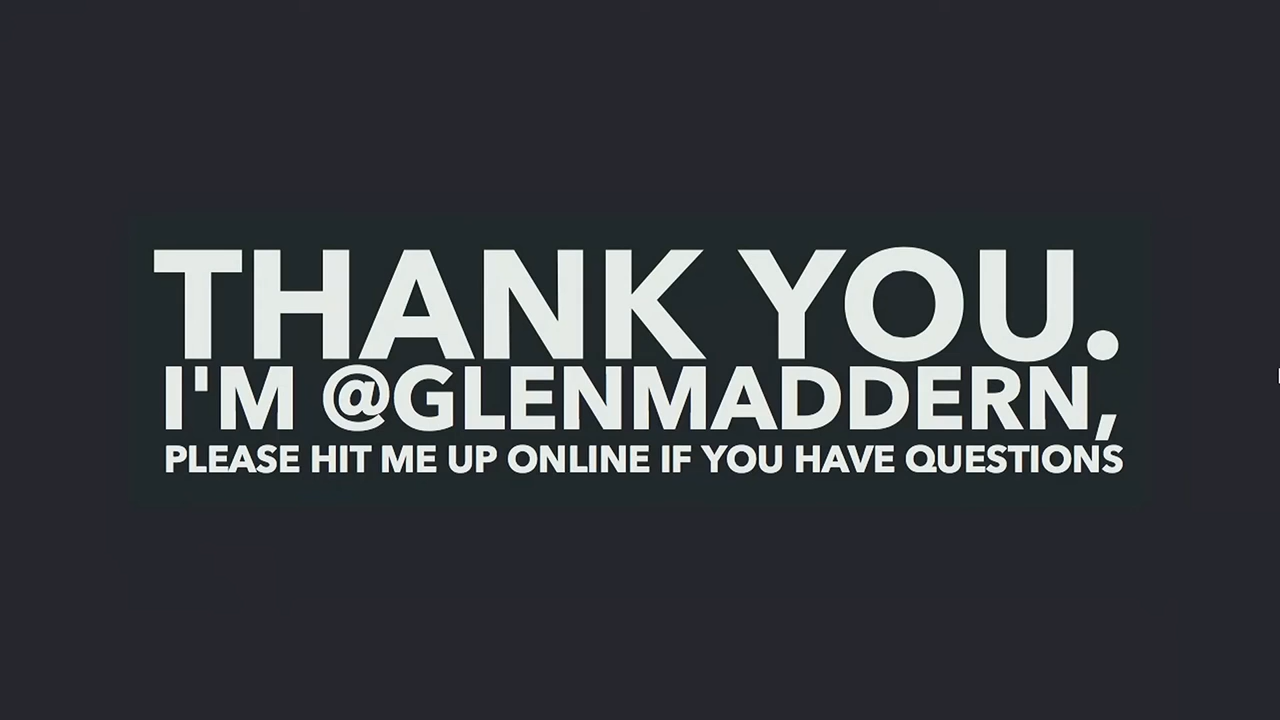 THANK YOU.
I'M @GLENMADDERN,
PLEASE HIT ME UP ONLINE IF YOU HAVE QUESTIONS